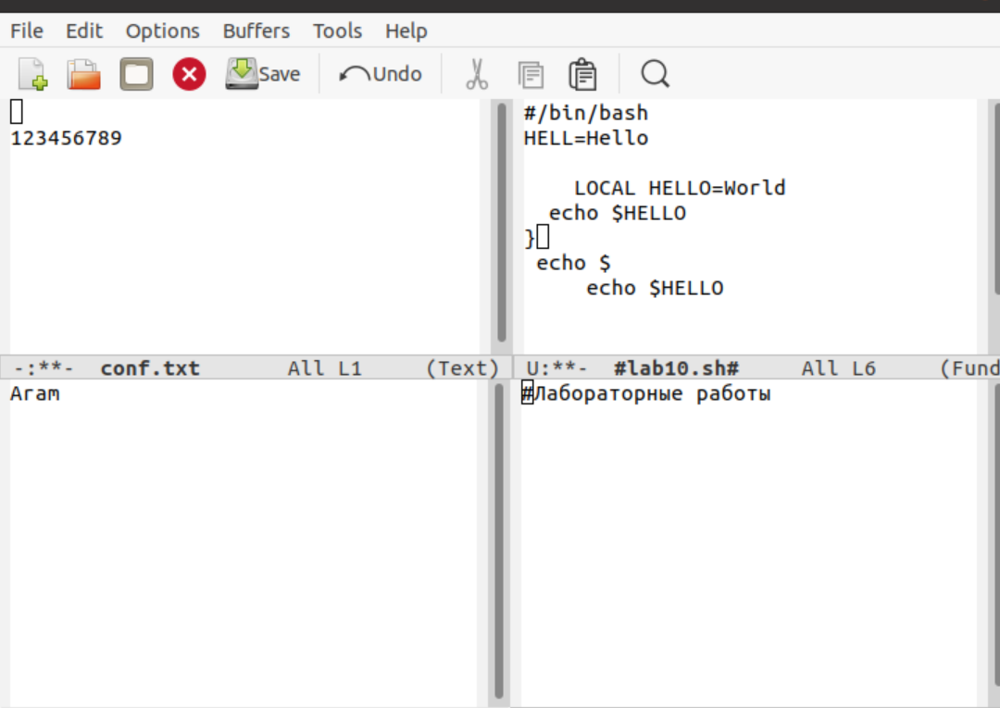 File Edit Options Buffers Tools Help
Save Undo
123456789
-:**- conf.txt All L1 (Text)
#/bin/bash
HELL=Hello
LOCAL HELLO=World
echo $HELLO
}
echo $
echo $HELLO
U:**- #lab10.sh# All L6 (Fund
Aram
#Лабораторные работы